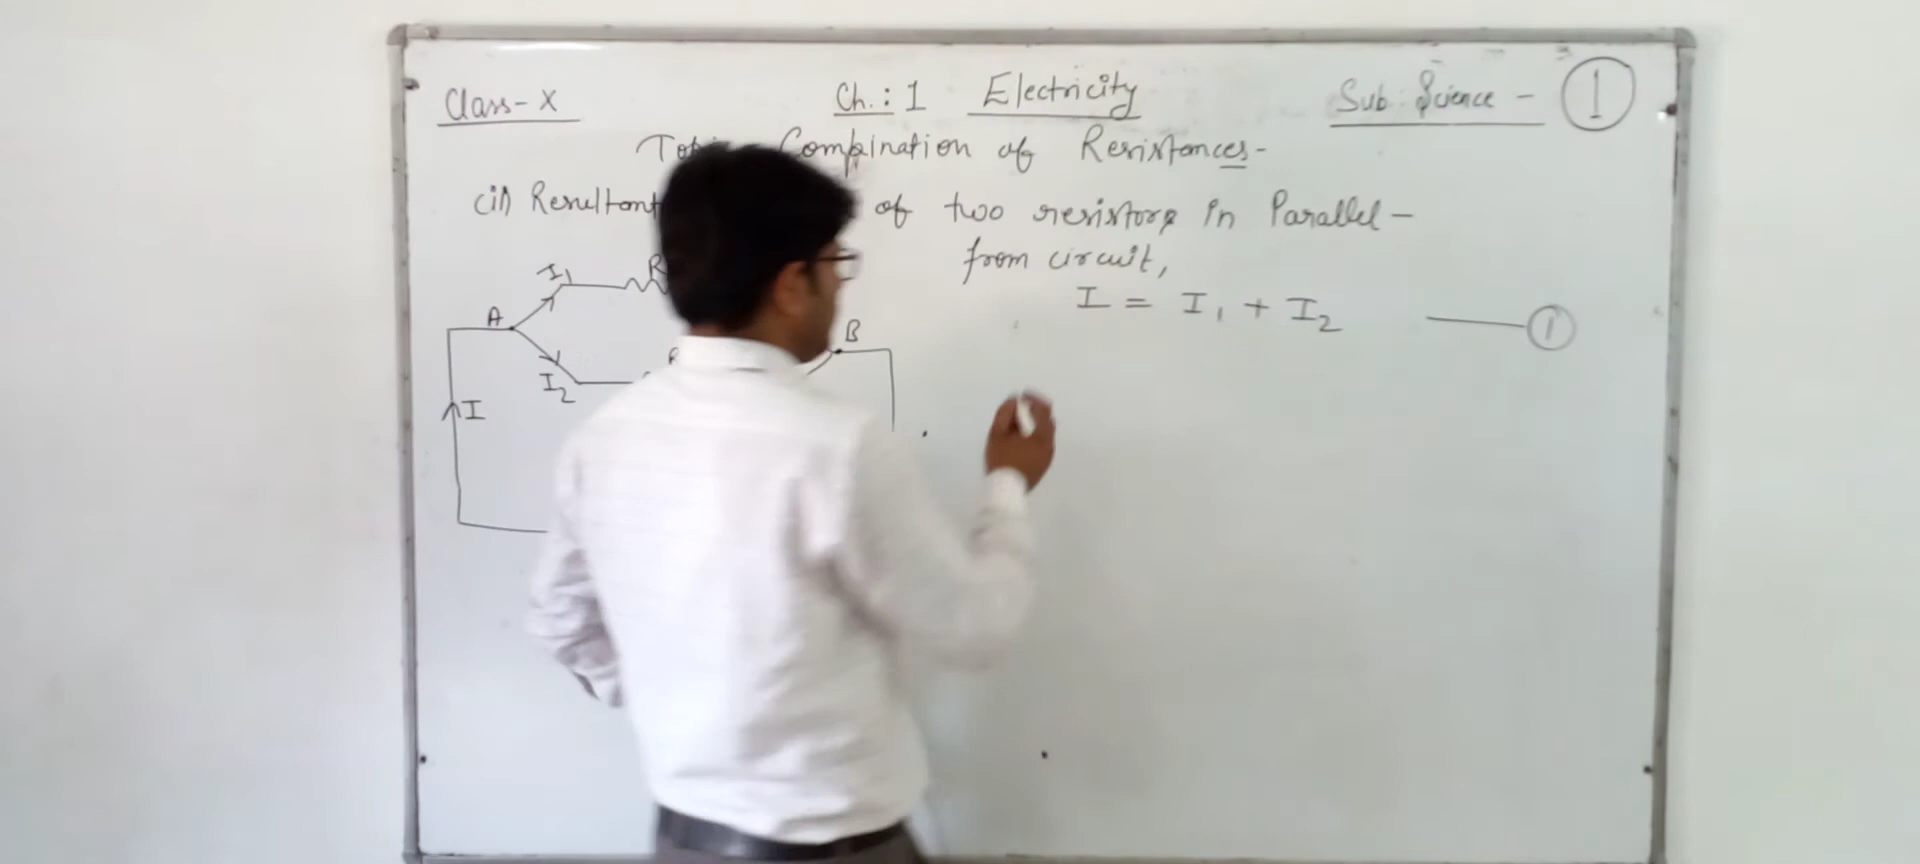 Class-X Ch.: 1 Electricity Sub: Science - 1
Combination of Resistances-
(ii) Resultant of two resistors in Parallel-
from circuit,
I = I1 + I2 1
I1
R
A
B
I2
I